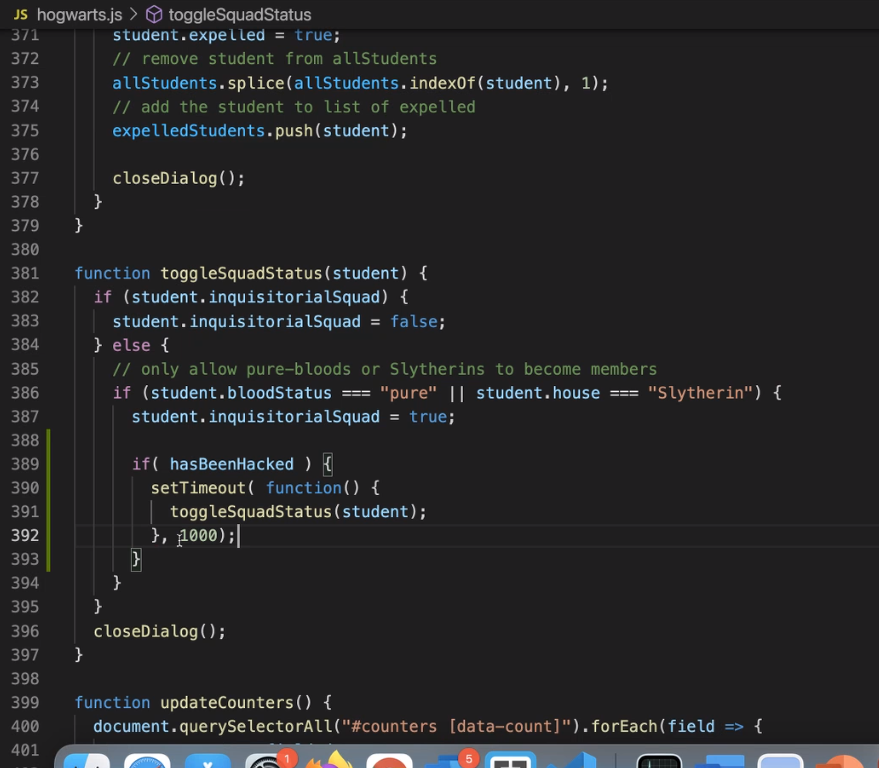 JS hogwarts.js > toggleSquadStatus
371 student.expelled = true;
372 // remove student from allStudents
373 allStudents.splice(allStudents.indexOf(student), 1);
374 // add the student to list of expelled
375 expelledStudents.push(student);
376
377 closeDialog();
378 }
379 }
380
381 function toggleSquadStatus(student) {
382 if (student.inquisitorialSquad) {
383 student.inquisitorialSquad = false;
384 } else {
385 // only allow pure-bloods or Slytherins to become members
386 if (student.bloodStatus === "pure" || student.house === "Slytherin") {
387 student.inquisitorialSquad = true;
388
389 if( hasBeenHacked ) {
390 setTimeout( function() {
391 toggleSquadStatus(student);
392 }, 1000);
393 }
394 }
395 }
396 closeDialog();
397 }
398
399 function updateCounters() {
400 document.querySelectorAll("#counters [data-count]").forEach(field => {
401
1
5